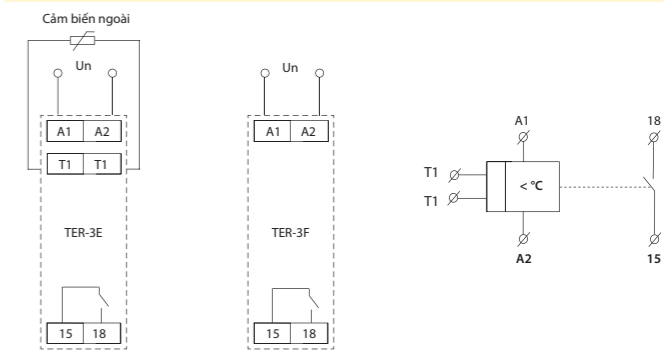 Cảm biến ngoài
Un
A1 A2
T1 T1
TER-3E
15 18
Un
A1 A2
TER-3F
15 18
A1
18
T1
T1
< °C
A2
15